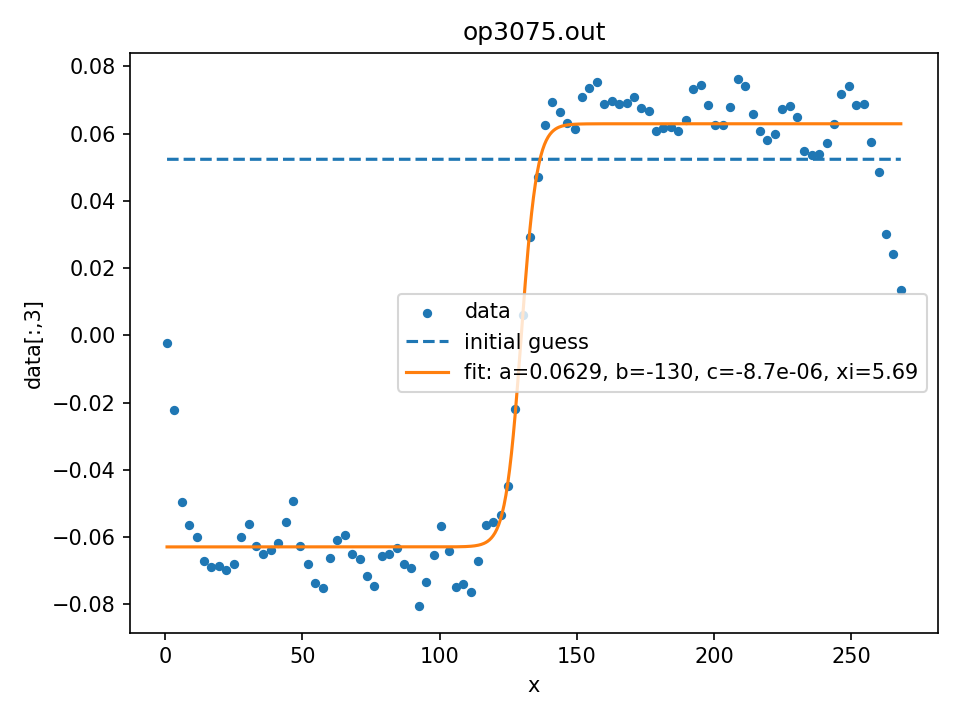 op3075.out
0.08
0.06
0.04
0.02
0.00
−0.02
−0.04
−0.06
−0.08
data[:,3]
data
initial guess
fit: a=0.0629, b=-130, c=-8.7e-06, xi=5.69
0 50 100 150 200 250
x